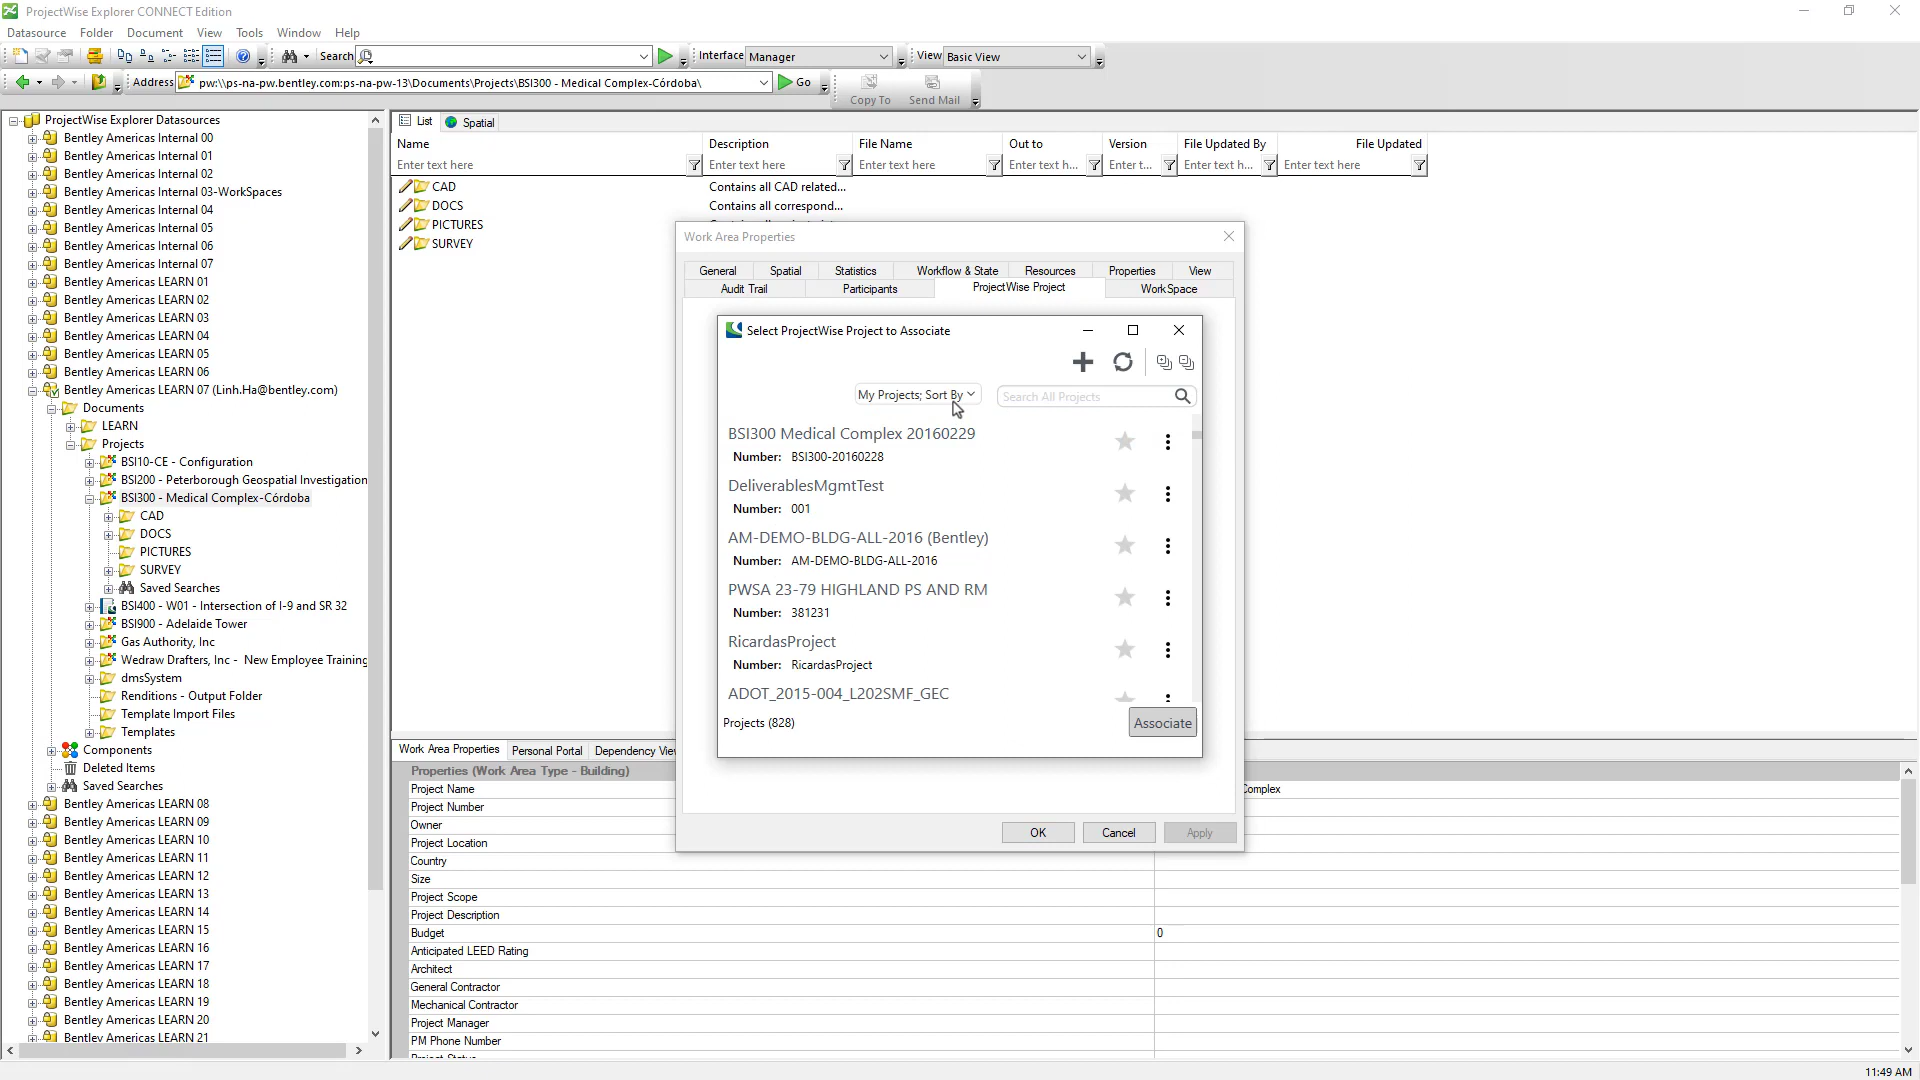 ProjectWise Explorer CONNECT Edition
Datasource Folder Document View Tools Window Help
Search Interface Manager View Basic View
Address pw:\\ps-na-pw.bentley.com:ps-na-pw-13\Documents\Projects\BSI300 - Medical Complex-Córdoba\ Go Copy To Send Mail
ProjectWise Explorer Datasources
Bentley Americas Internal 00
Bentley Americas Internal 01
Bentley Americas Internal 02
Bentley Americas Internal 03-WorkSpaces
Bentley Americas Internal 04
Bentley Americas Internal 05
Bentley Americas Internal 06
Bentley Americas Internal 07
Bentley Americas LEARN 01
Bentley Americas LEARN 02
Bentley Americas LEARN 03
Bentley Americas LEARN 04
Bentley Americas LEARN 05
Bentley Americas LEARN 06
Bentley Americas LEARN 07 (Linh.Ha@bentley.com)
Documents
LEARN
Projects
BSI10-CE - Configuration
BSI200 - Peterborough Geospatial Investigation
BSI300 - Medical Complex-Córdoba
CAD
DOCS
PICTURES
SURVEY
Saved Searches
BSI400 - W01 - Intersection of I-9 and SR 32
BSI900 - Adelaide Tower
Gas Authority, Inc
Wedraw Drafters, Inc - New Employee Training
dmsSystem
Renditions - Output Folder
Template Import Files
Templates
Components
Deleted Items
Saved Searches
Bentley Americas LEARN 08
Bentley Americas LEARN 09
Bentley Americas LEARN 10
Bentley Americas LEARN 11
Bentley Americas LEARN 12
Bentley Americas LEARN 13
Bentley Americas LEARN 14
Bentley Americas LEARN 15
Bentley Americas LEARN 16
Bentley Americas LEARN 17
Bentley Americas LEARN 18
Bentley Americas LEARN 19
Bentley Americas LEARN 20
Bentley Americas LEARN 21
List Spatial
Name Description File Name Out to Version File Updated By File Updated
Enter text here Enter text here Enter text here Enter text h... Enter t... Enter text h... Enter text here
CAD Contains all CAD related...
DOCS Contains all correspond...
PICTURES
SURVEY
Work Area Properties
General Spatial Statistics Workflow & State Resources Properties View
Audit Trail Participants ProjectWise Project WorkSpace
Select ProjectWise Project to Associate
My Projects; Sort By Search All Projects
BSI300 Medical Complex 20160229
Number: BSI300-20160228
DeliverablesMgmtTest
Number: 001
AM-DEMO-BLDG-ALL-2016 (Bentley)
Number: AM-DEMO-BLDG-ALL-2016
PWSA 23-79 HIGHLAND PS AND RM
Number: 381231
RicardasProject
Number: RicardasProject
ADOT_2015-004_L202SMF_GEC
Projects (828) Associate
OK Cancel Apply
Work Area Properties Personal Portal Dependency Vie
Properties (Work Area Type - Building)
Project Name Complex
Project Number
Owner
Project Location
Country
Size
Project Scope
Project Description
Budget 0
Anticipated LEED Rating
Architect
General Contractor
Mechanical Contractor
Project Manager
PM Phone Number
11:49 AM